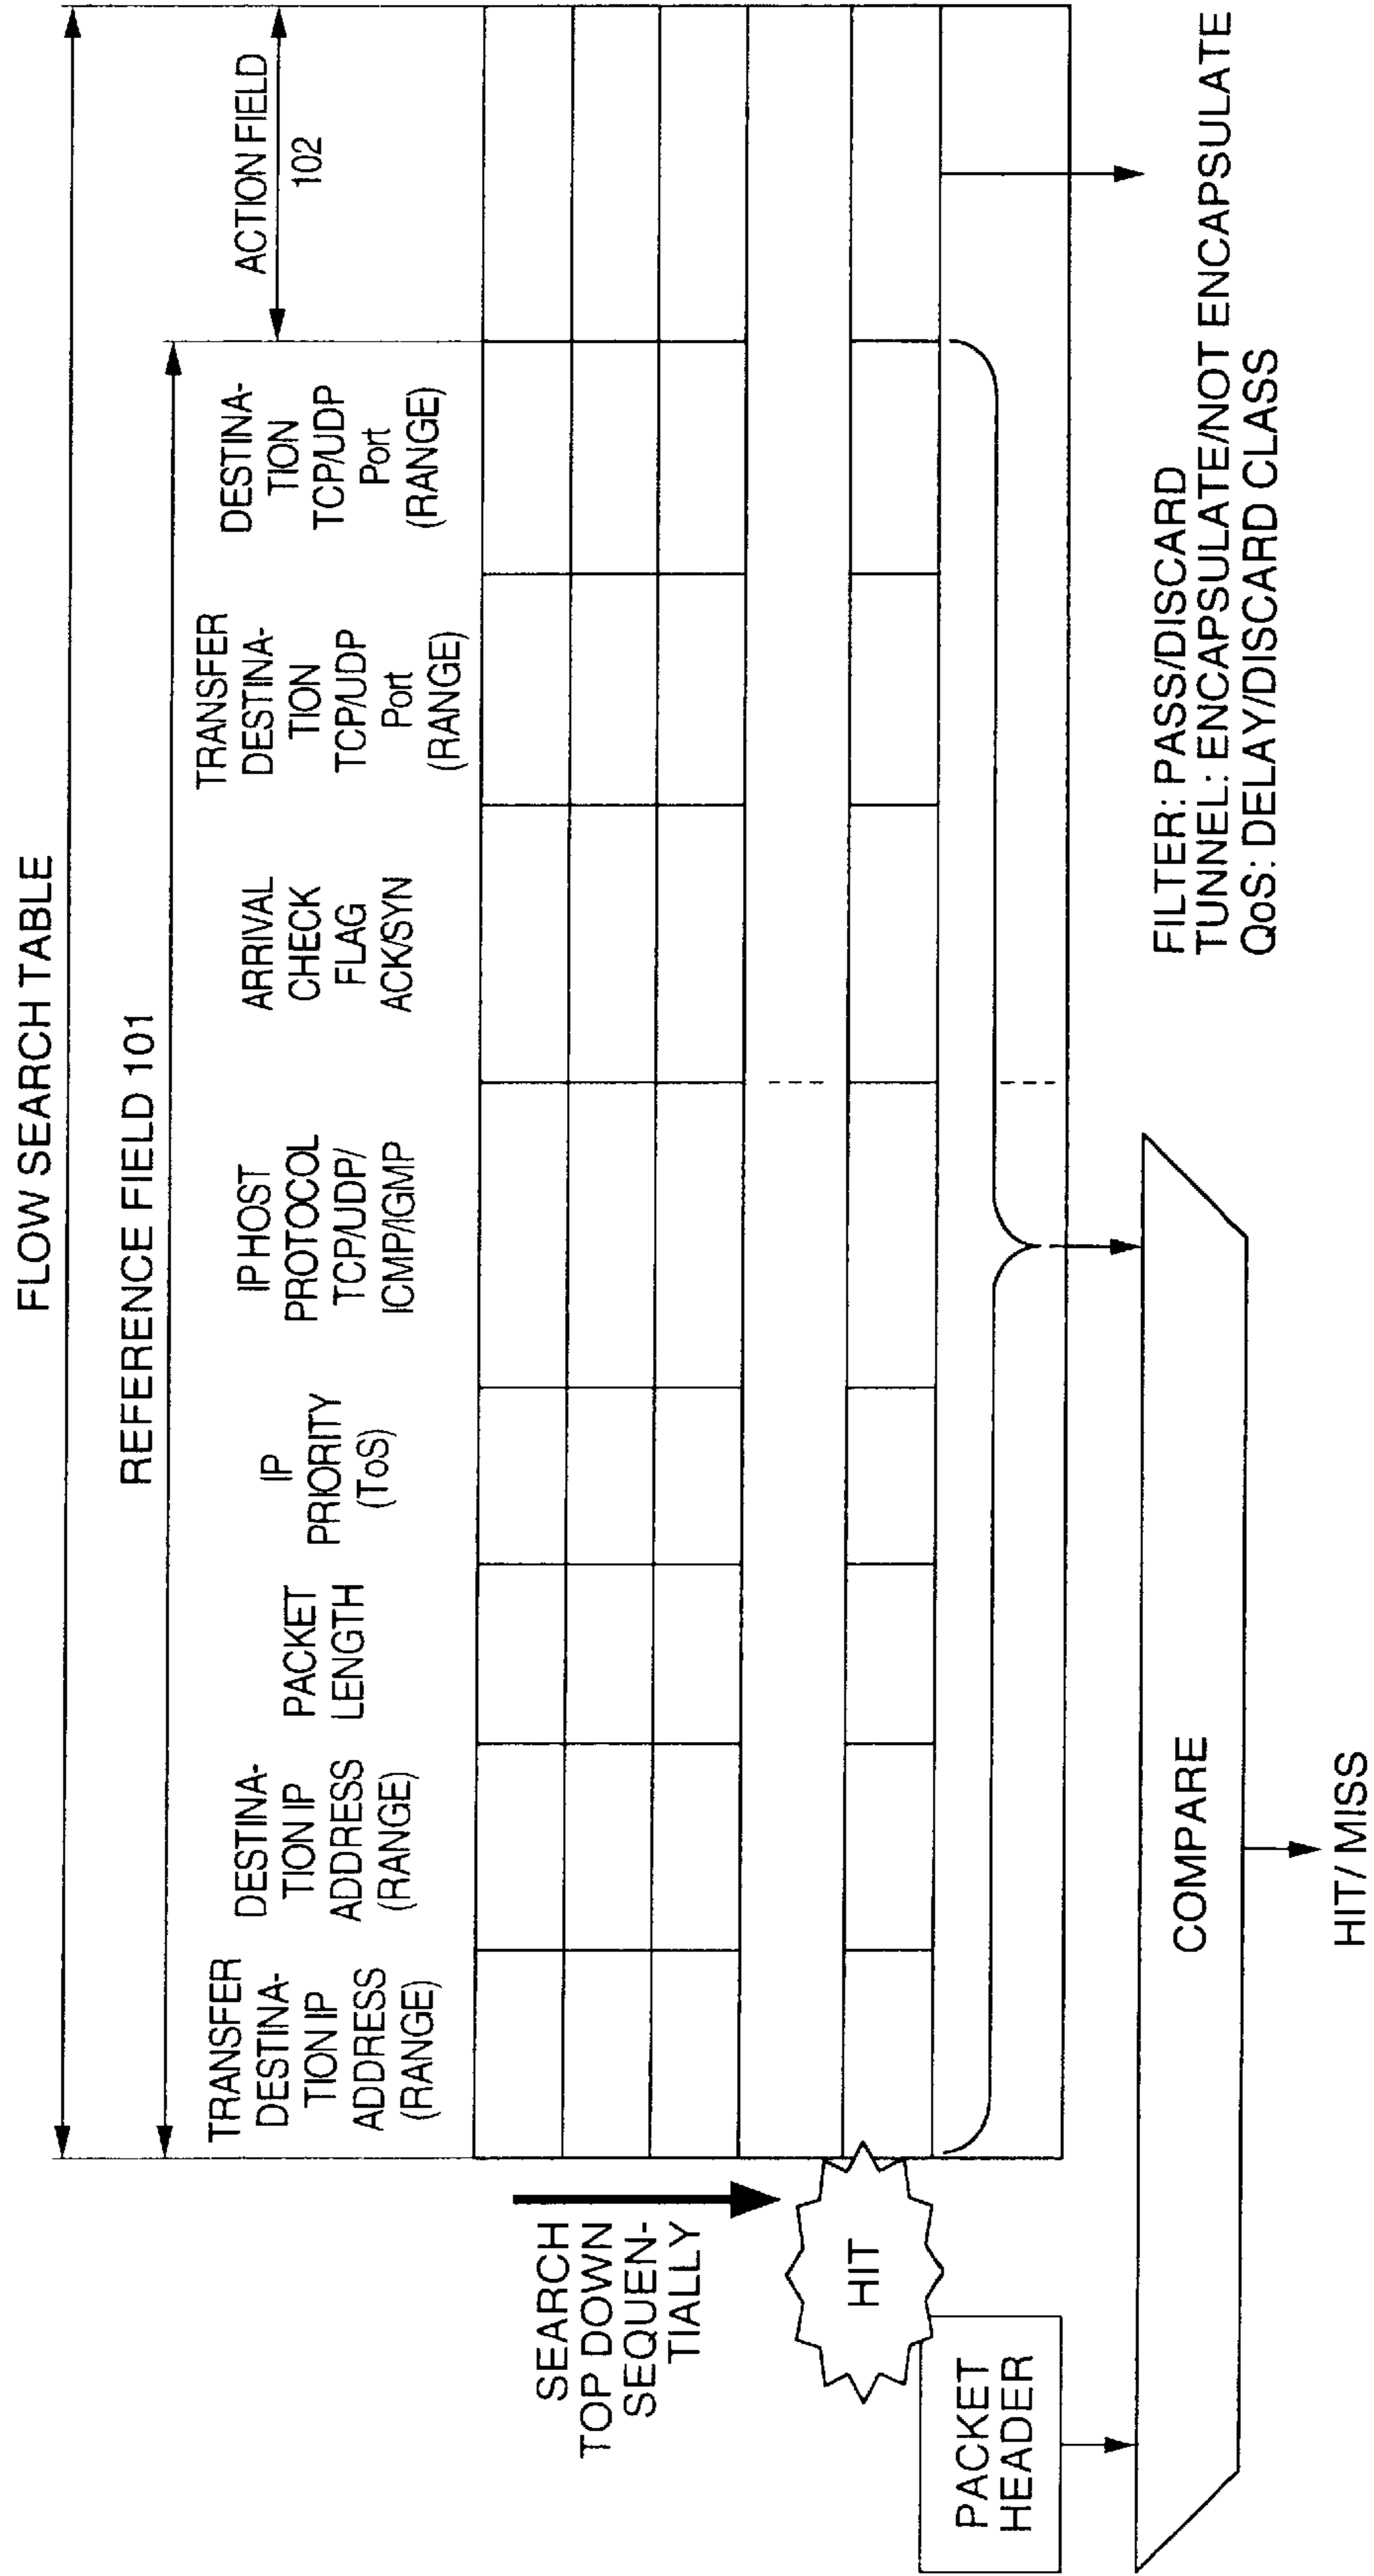 FLOW SEARCH TABLE
REFERENCE FIELD 101
ACTION FIELD
102
TRANSFER
DESTINA-
TION IP
ADDRESS
(RANGE)
DESTINA-
TION IP
ADDRESS
(RANGE)
PACKET
LENGTH
IP
PRIORITY
(ToS)
IP HOST
PROTOCOL
TCP/UDP/
ICMP/IGMP
ARRIVAL
CHECK
FLAG
ACK/SYN
TRANSFER
DESTINA-
TION
TCP/UDP
Port
(RANGE)
DESTINA-
TION
TCP/UDP
Port
(RANGE)
SEARCH
TOP DOWN
SEQUEN-
TIALLY
HIT
PACKET
HEADER
COMPARE
HIT/ MISS
FILTER: PASS/DISCARD
TUNNEL: ENCAPSULATE/NOT ENCAPSULATE
QoS: DELAY/DISCARD CLASS